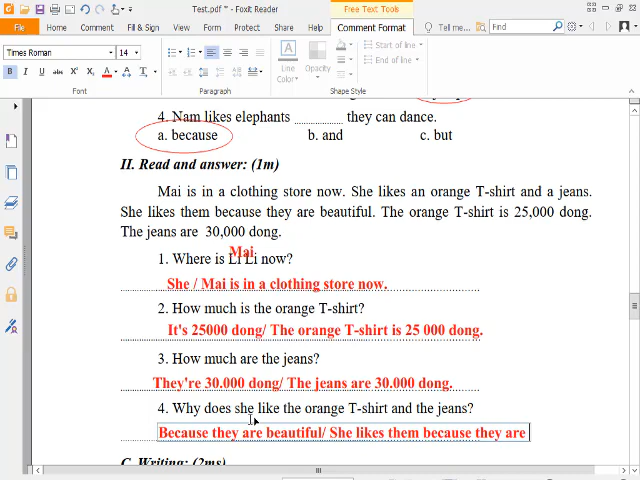 Test.pdf * - Foxit Reader
Free Text Tools
File Home Comment Fill & Sign View Form Protect Share Help Comment Format Tell me... Find
Times Roman 14 Line Color Opacity Start of line End of line
Font Paragraph Shape Style
4. Nam likes elephants ............... they can dance.
a. because b. and c. but
II. Read and answer: (1m)
Mai is in a clothing store now. She likes an orange T-shirt and a jeans.
She likes them because they are beautiful. The orange T-shirt is 25,000 dong.
The jeans are 30,000 dong.
Mai
1. Where is Li Li now?
She / Mai is in a clothing store now.
2. How much is the orange T-shirt?
It's 25000 dong/ The orange T-shirt is 25 000 dong.
3. How much are the jeans?
They're 30.000 dong/ The jeans are 30.000 dong.
4. Why does she like the orange T-shirt and the jeans?
Because they are beautiful/ She likes them because they are
C. Writing: (2ms)